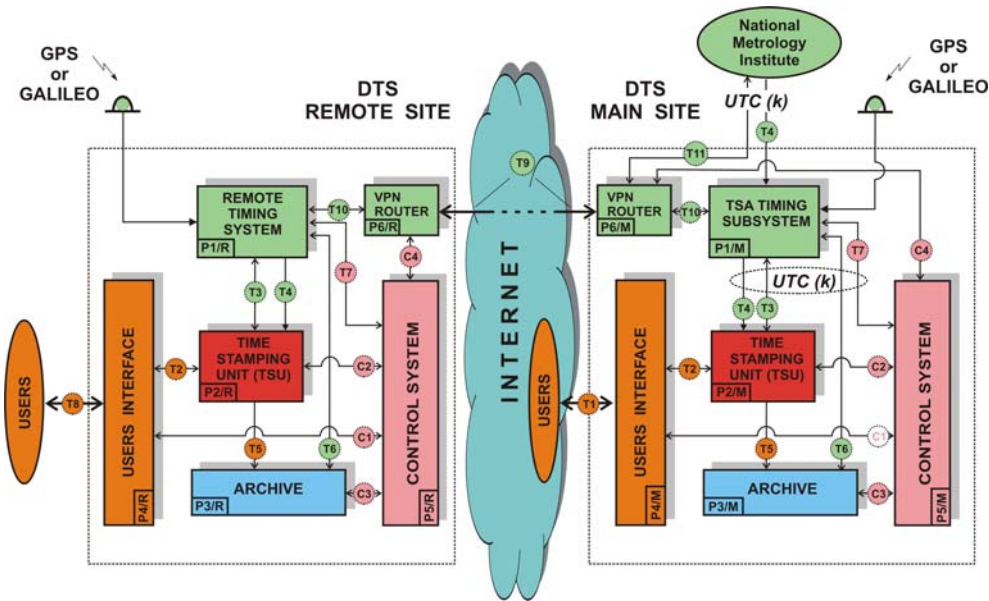 GPS
or
GALILEO
DTS
REMOTE SITE
DTS
MAIN SITE
National
Metrology
Institute
UTC (k)
T4
T11
GPS
or
GALILEO
REMOTE
TIMING
SYSTEM
P1/R
T10
VPN
ROUTER
P6/R
T9
VPN
ROUTER
P6/M
T10
TSA TIMING
SUBSYSTEM
P1/M
T7
C4
T3
T4
T7
C4
UTC (k)
T4
T3
USERS
T8
USERS INTERFACE
P4/R
T2
TIME
STAMPING
UNIT (TSU)
P2/R
C2
C1
T5
T6
ARCHIVE
P3/R
C3
CONTROL SYSTEM
P5/R
INTERNET
USERS
T1
USERS INTERFACE
P4/M
T2
TIME
STAMPING
UNIT (TSU)
P2/M
C2
C1
T5
T6
ARCHIVE
P3/M
C3
CONTROL SYSTEM
P5/M